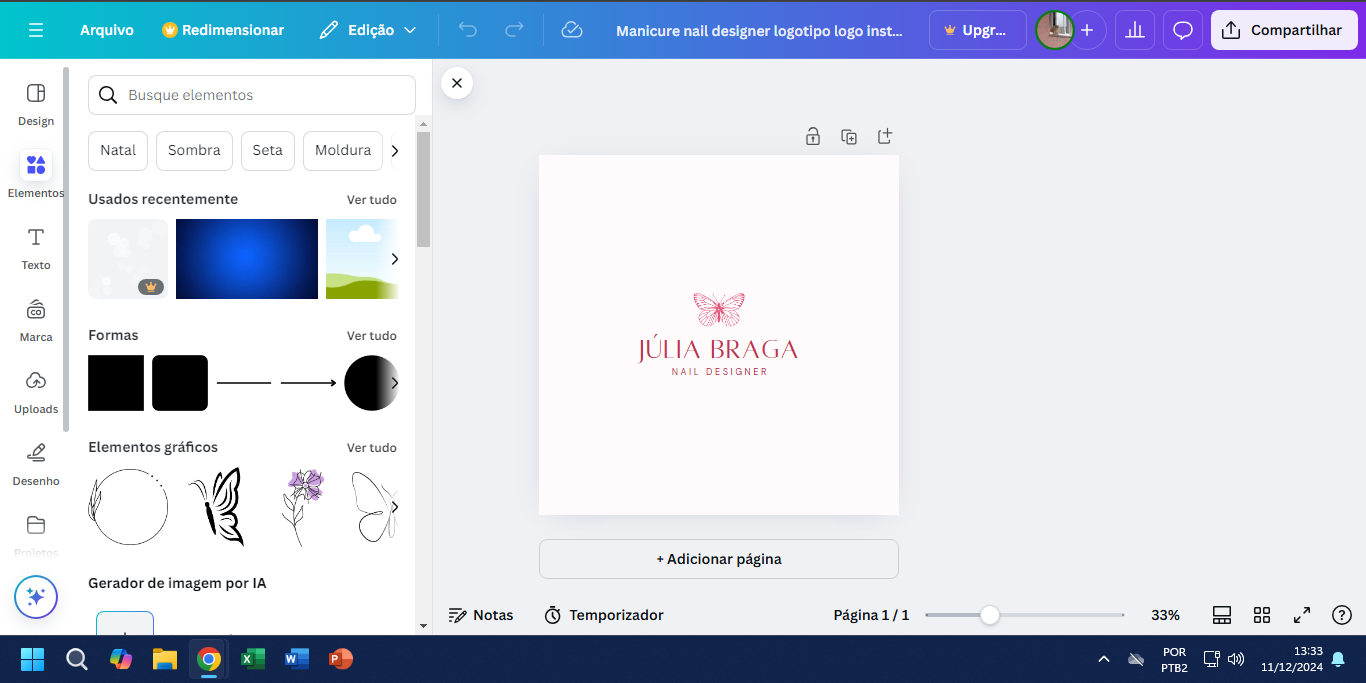 Arquivo
Redimensionar
Edição
Manicure nail designer logotipo logo inst...
Upgr...
Compartilhar
Design
Elementos
Texto
Marca
Uploads
Desenho
Projetos
Busque elementos
Natal
Sombra
Seta
Moldura
Usados recentemente
Ver tudo
Formas
Ver tudo
Elementos gráficos
Ver tudo
Gerador de imagem por IA
JÚLIA BRAGA
NAIL DESIGNER
+ Adicionar página
Notas
Temporizador
Página 1 / 1
33%
POR
PTB2
13:33
11/12/2024